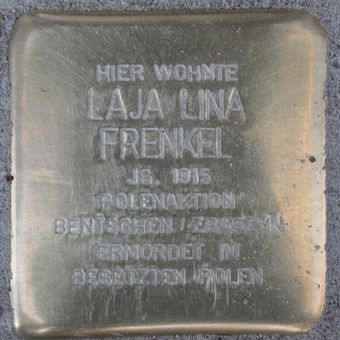 HIER WOHNTE
LAJA LINA
FRENKEL
JG. 1915
"POLENAKTION"
BENTSCHEN / ZBASZYN
ERMORDET IM
BESETZTEN POLEN